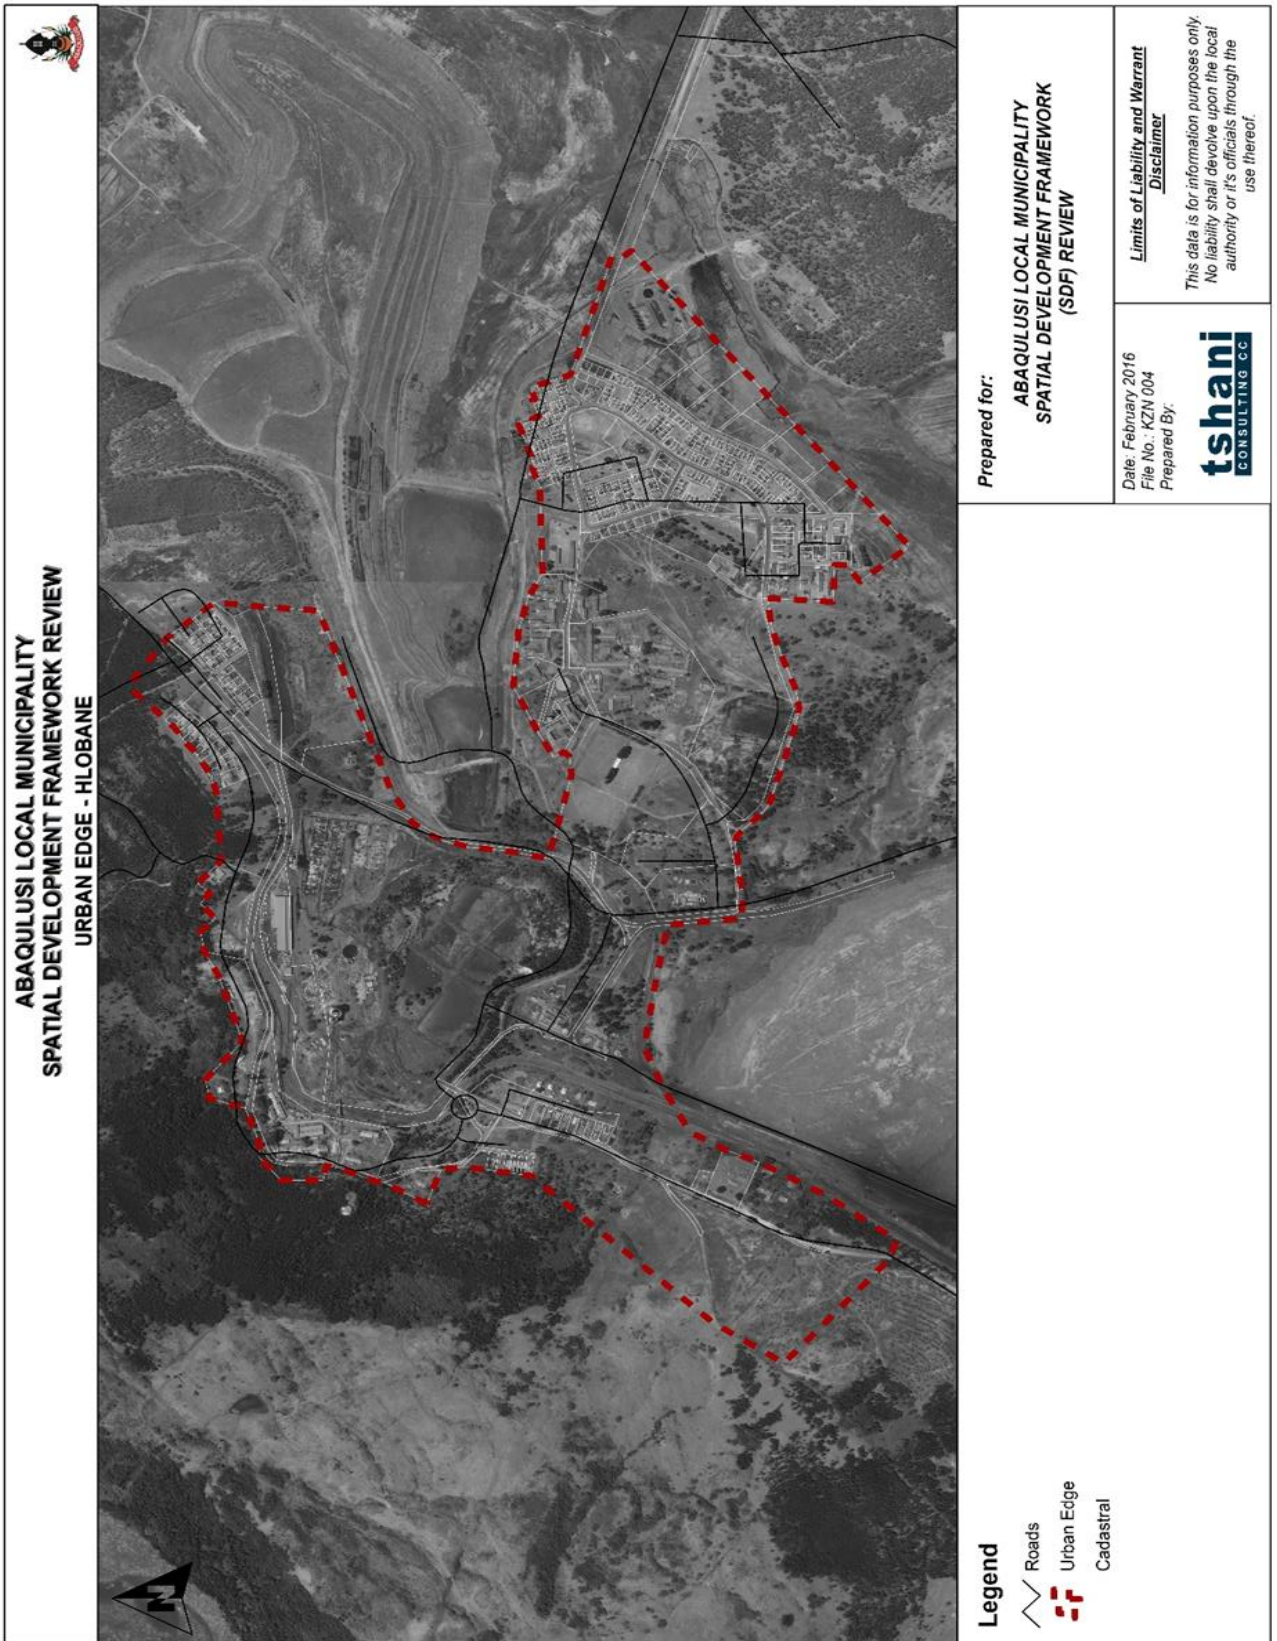 ABAQULUSI LOCAL MUNICIPALITY
SPATIAL DEVELOPMENT FRAMEWORK REVIEW
URBAN EDGE - HLOBANE
N
Legend
Roads
Urban Edge
Cadastral
Prepared for:
ABAQULUSI LOCAL MUNICIPALITY
SPATIAL DEVELOPMENT FRAMEWORK
(SDF) REVIEW
Date: February 2016
File No.: KZN 004
Prepared By:
tshani
CONSULTING CC
Limits of Liability and Warrant
Disclaimer
This data is for information purposes only.
No liability shall devolve upon the local
authority or it's officials through the
use thereof.